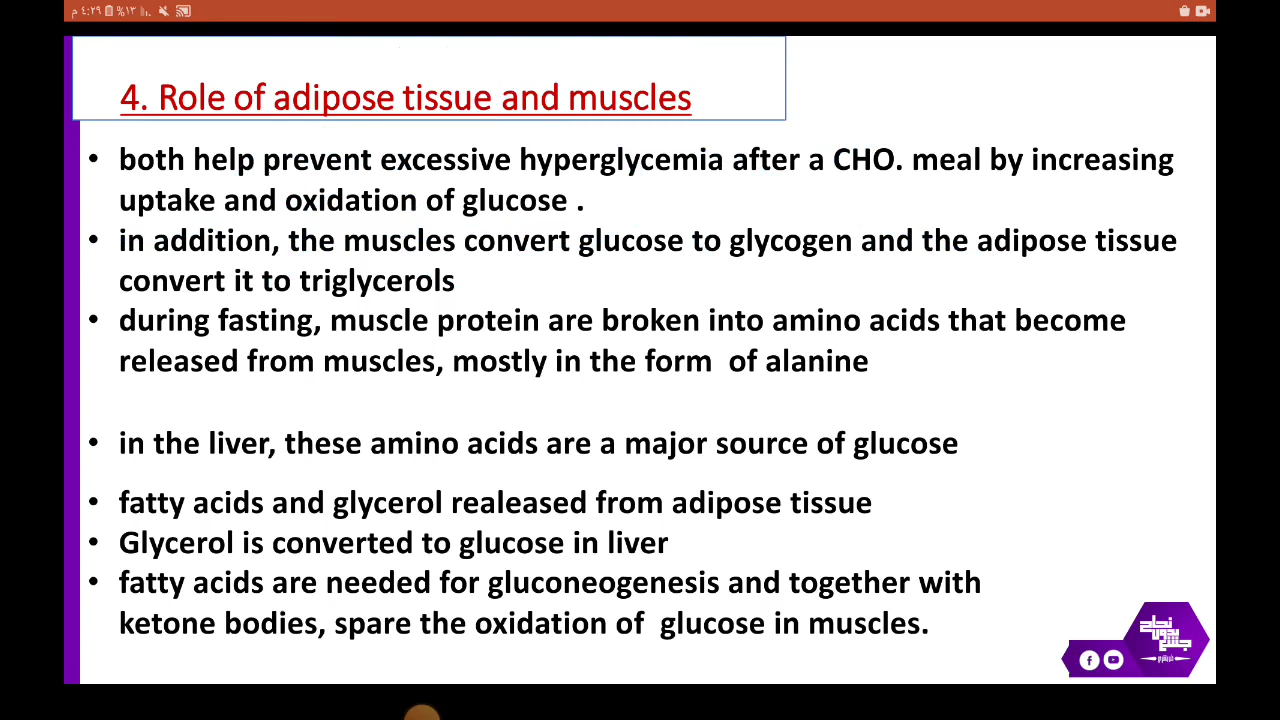 م ٤:٢٩ %١٣
4. Role of adipose tissue and muscles
• both help prevent excessive hyperglycemia after a CHO. meal by increasing
uptake and oxidation of glucose .
• in addition, the muscles convert glucose to glycogen and the adipose tissue
convert it to triglycerols
• during fasting, muscle protein are broken into amino acids that become
released from muscles, mostly in the form of alanine
• in the liver, these amino acids are a major source of glucose
• fatty acids and glycerol realeased from adipose tissue
• Glycerol is converted to glucose in liver
• fatty acids are needed for gluconeogenesis and together with
ketone bodies, spare the oxidation of glucose in muscles.